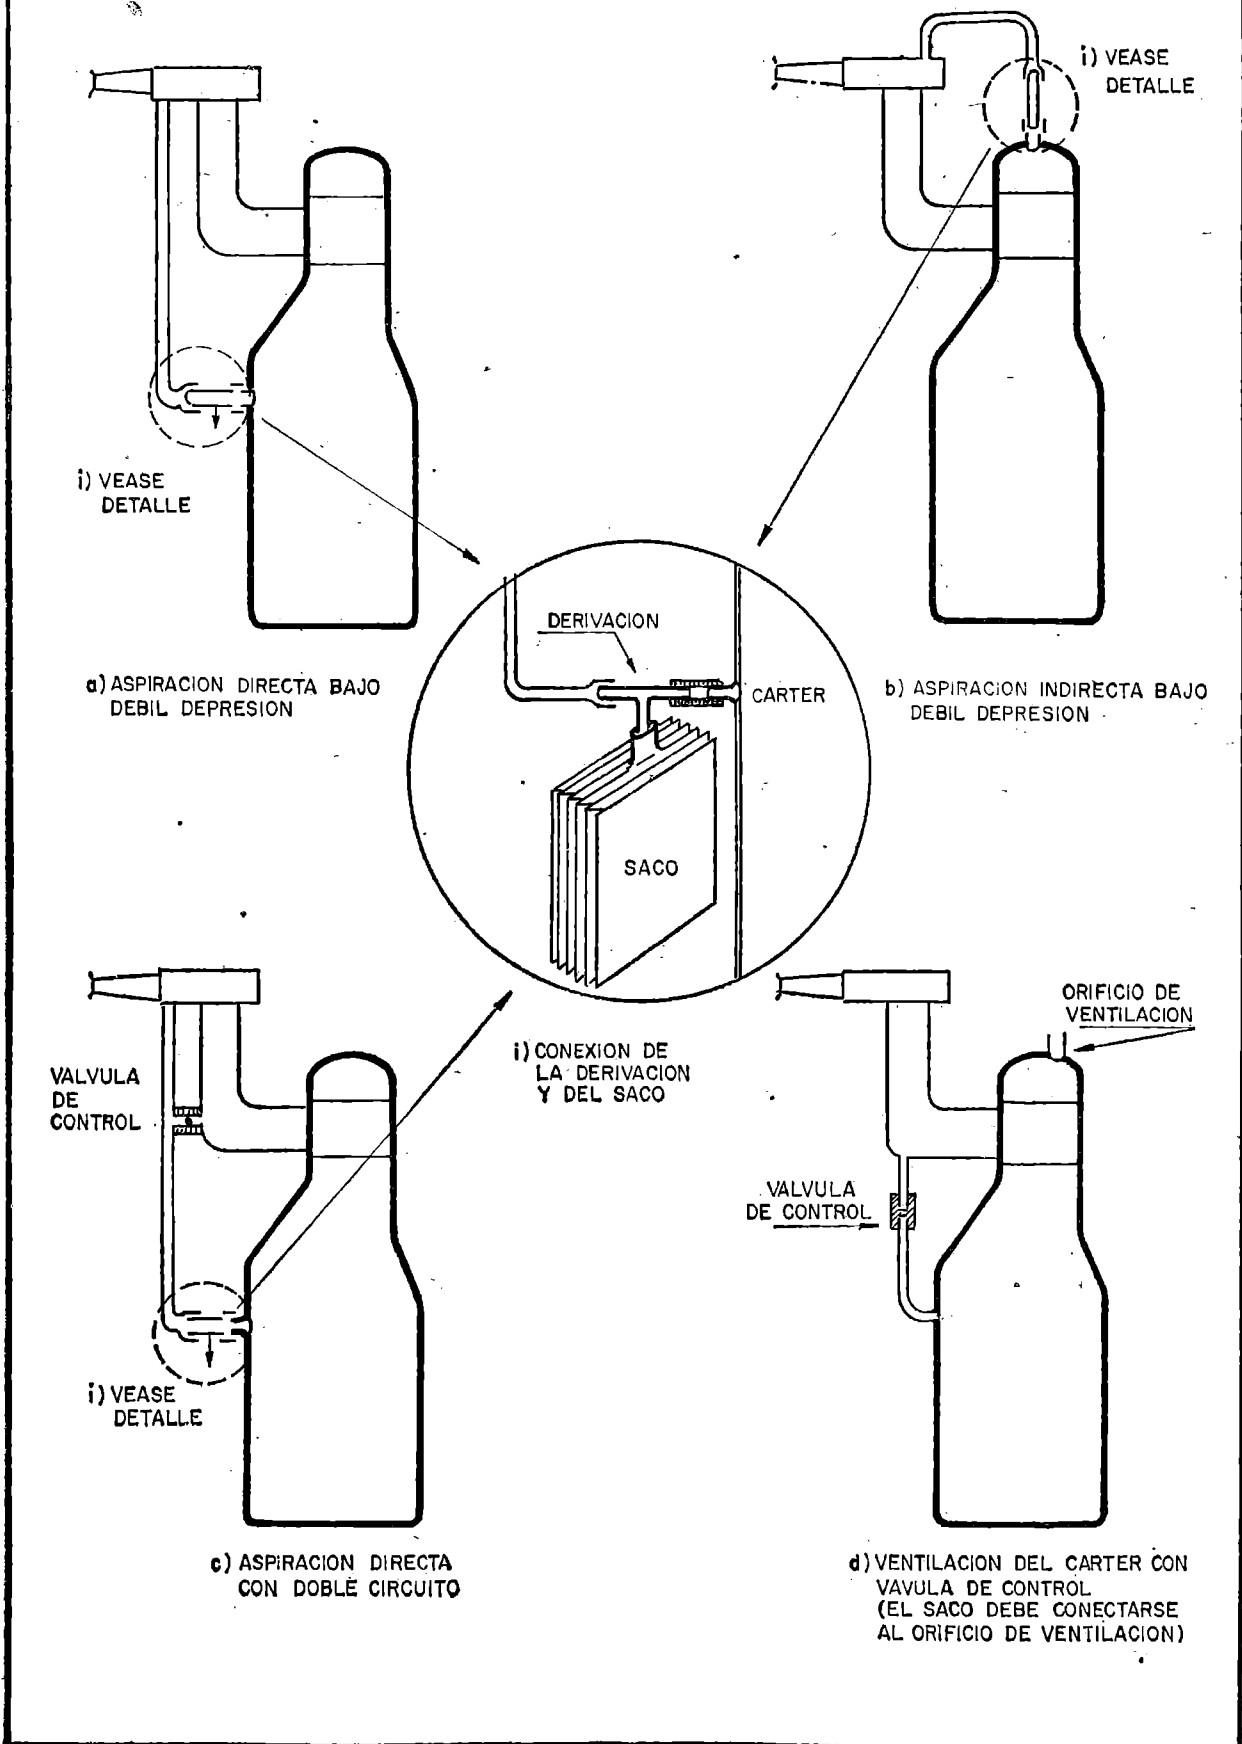 i) VEASE
DETALLE
i) VEASE
DETALLE
DERIVACION
CARTER
SACO
a) ASPIRACION DIRECTA BAJO
DEBIL DEPRESION
b) ASPIRACION INDIRECTA BAJO
DEBIL DEPRESION
ORIFICIO DE
VENTILACION
i) CONEXION DE
LA DERIVACION
Y DEL SACO
VALVULA
DE
CONTROL
VALVULA
DE CONTROL
i) VEASE
DETALLE
c) ASPIRACION DIRECTA
CON DOBLE CIRCUITO
d) VENTILACION DEL CARTER CON
VAVULA DE CONTROL
(EL SACO DEBE CONECTARSE
AL ORIFICIO DE VENTILACION)